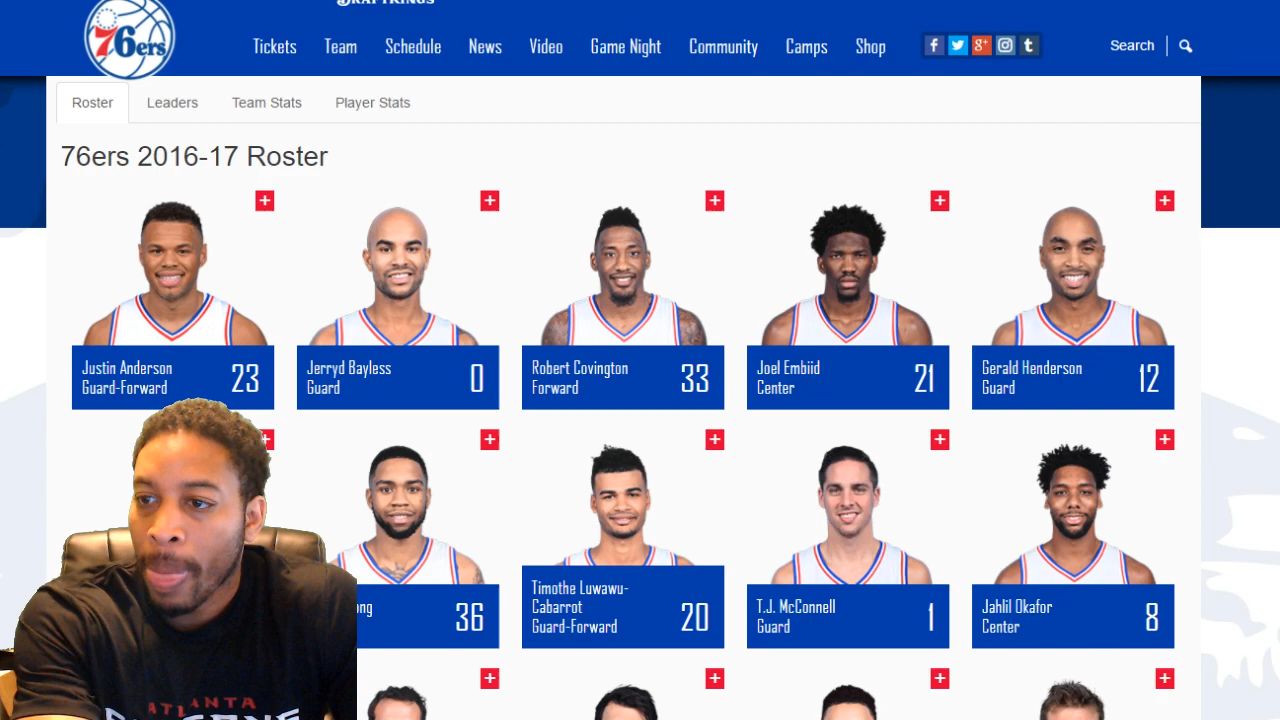 DRAFTKINGS
76ers
Tickets Team Schedule News Video Game Night Community Camps Shop
f g+ t
Search
Roster Leaders Team Stats Player Stats
76ers 2016-17 Roster
+ + + + +
Justin Anderson
Guard-Forward
23
Jerryd Bayless
Guard
0
Robert Covington
Forward
33
Joel Embiid
Center
21
Gerald Henderson
Guard
12
+ + + + +
ong
36
Timothe Luwawu-
Cabarrot
Guard-Forward
20
T.J. McConnell
Guard
1
Jahlil Okafor
Center
8
+ + + +
ATLANTA